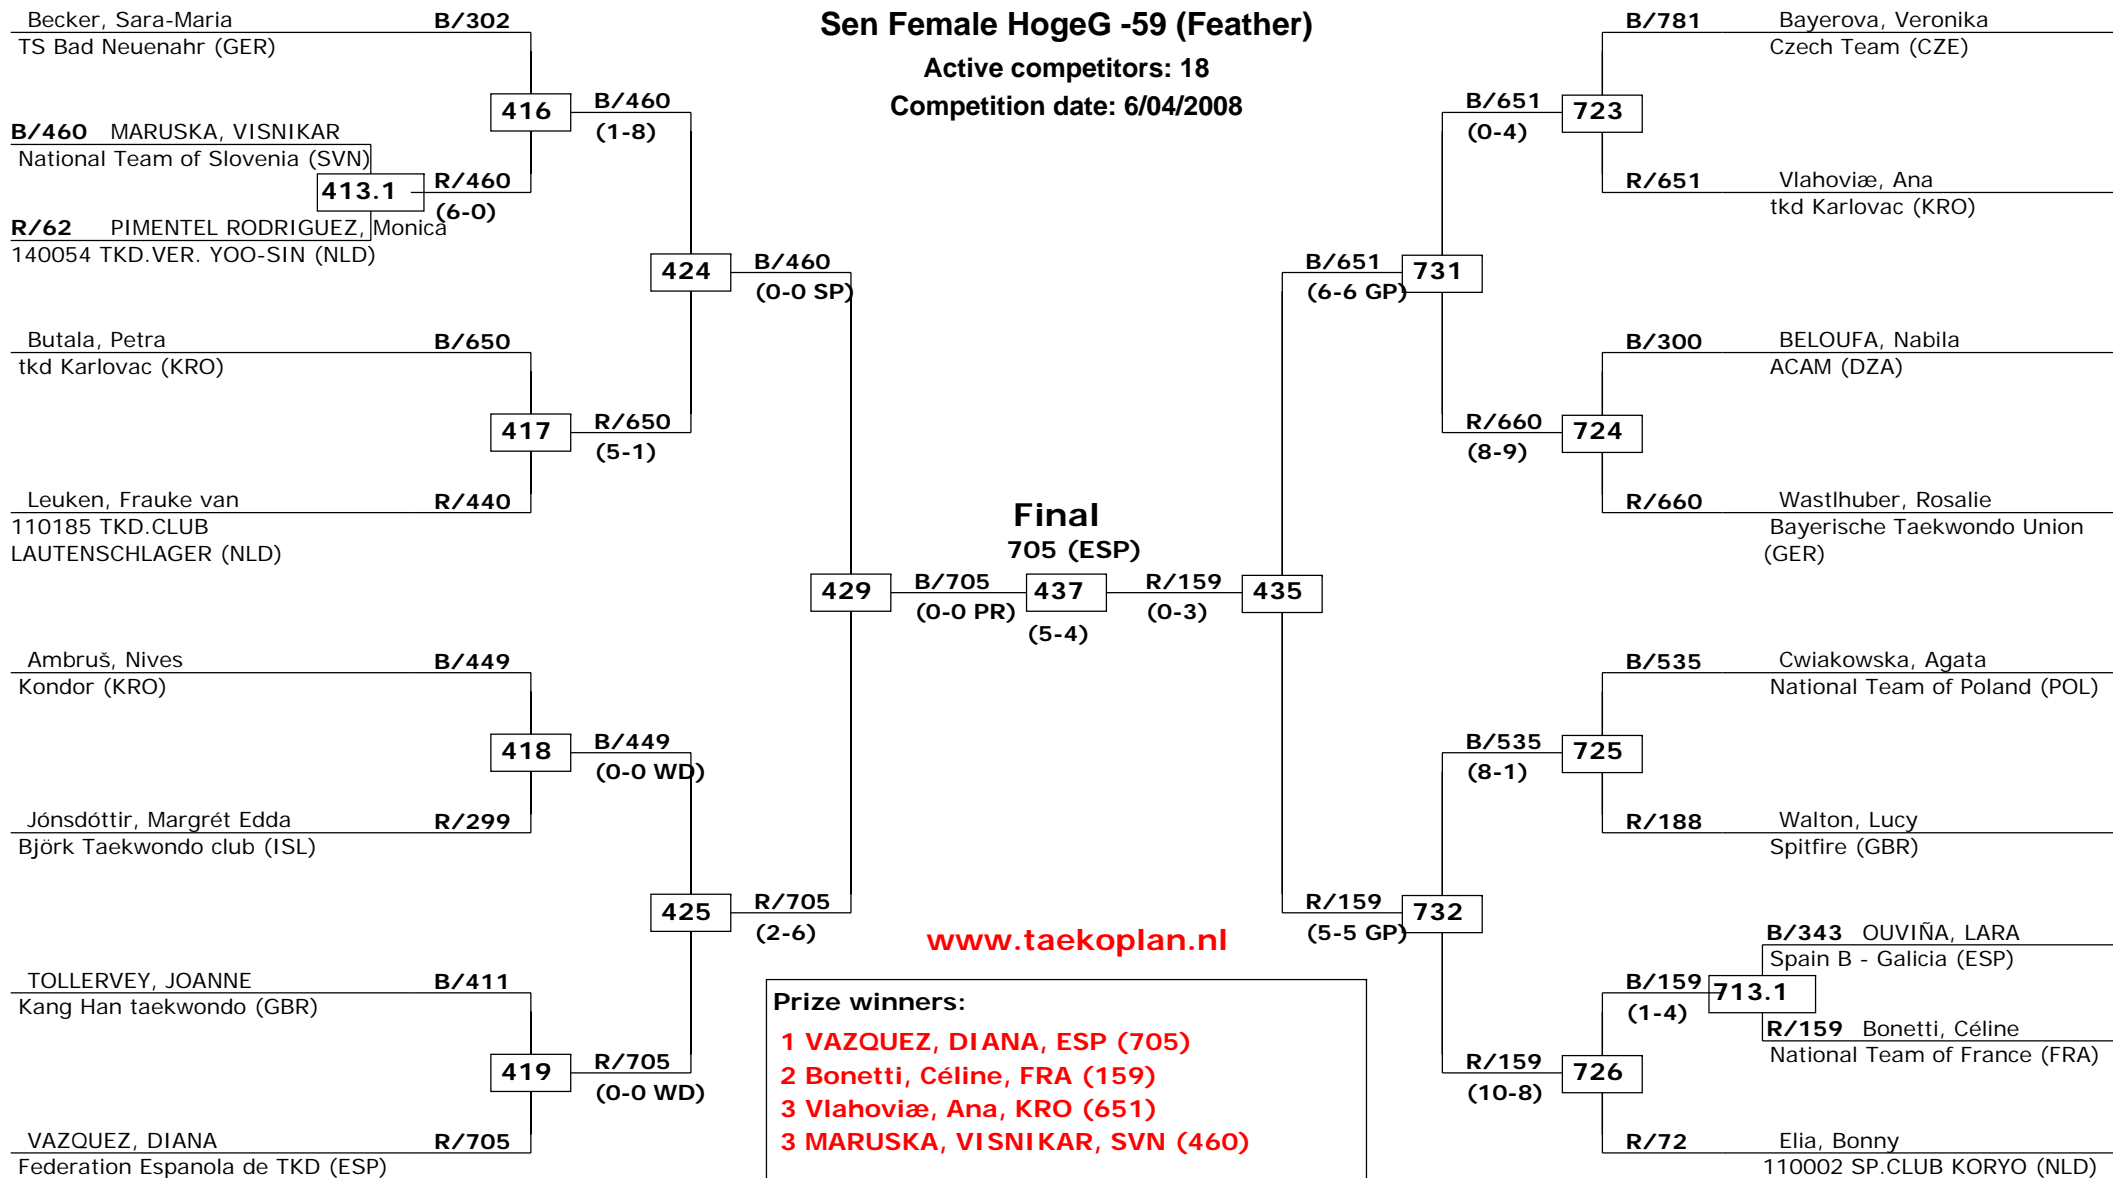 Sen Female HogeG -59 (Feather)
Active competitors: 18
Competition date: 6/04/2008
Becker, Sara-Maria B/302
TS Bad Neuenahr (GER)
416
B/460
(1-8)
B/460 MARUSKA, VISNIKAR
National Team of Slovenia (SVN)
413.1
R/460
(6-0)
R/62 PIMENTEL RODRIGUEZ, Monica
140054 TKD.VER. YOO-SIN (NLD)
424
B/460
(0-0 SP)
Butala, Petra B/650
tkd Karlovac (KRO)
417
R/650
(5-1)
Leuken, Frauke van R/440
110185 TKD.CLUB
LAUTENSCHLAGER (NLD)
429
B/705
(0-0 PR)
Ambruš, Nives B/449
Kondor (KRO)
418
B/449
(0-0 WD)
Jónsdóttir, Margrét Edda R/299
Björk Taekwondo club (ISL)
425
R/705
(2-6)
TOLLERVEY, JOANNE B/411
Kang Han taekwondo (GBR)
419
R/705
(0-0 WD)
VAZQUEZ, DIANA R/705
Federation Espanola de TKD (ESP)
Final
705 (ESP)
437
(5-4)
R/159
(0-3)
435
B/781 Bayerova, Veronika
Czech Team (CZE)
B/651
(0-4)
723
R/651 Vlahoviæ, Ana
tkd Karlovac (KRO)
B/651
(6-6 GP)
731
B/300 BELOUFA, Nabila
ACAM (DZA)
R/660
(8-9)
724
R/660 Wastlhuber, Rosalie
Bayerische Taekwondo Union
(GER)
B/535 Cwiakowska, Agata
National Team of Poland (POL)
B/535
(8-1)
725
R/188 Walton, Lucy
Spitfire (GBR)
R/159
(5-5 GP)
732
B/343 OUVIÑA, LARA
Spain B - Galicia (ESP)
B/159
(1-4)
713.1
R/159 Bonetti, Céline
National Team of France (FRA)
R/159
(10-8)
726
R/72 Elia, Bonny
110002 SP.CLUB KORYO (NLD)
www.taekoplan.nl
Prize winners:
1 VAZQUEZ, DIANA, ESP (705)
2 Bonetti, Céline, FRA (159)
3 Vlahoviæ, Ana, KRO (651)
3 MARUSKA, VISNIKAR, SVN (460)